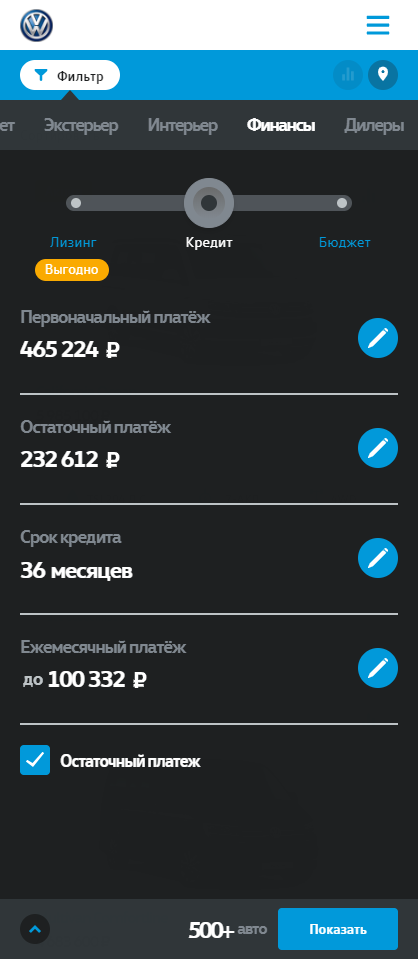 Фильтр
ет Экстерьер Интерьер Финансы Дилеры
Лизинг Кредит Бюджет
Выгодно
Первоначальный платёж
465 224 ₽
Остаточный платёж
232 612 ₽
Срок кредита
36 месяцев
Ежемесячный платёж
до 100 332 ₽
Остаточный платеж
500+ авто Показать